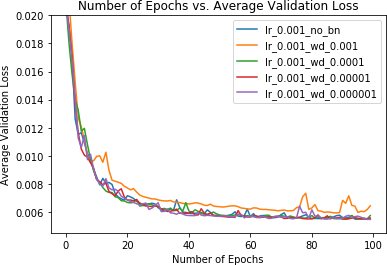 Number of Epochs vs. Average Validation Loss
0.020
0.018
0.016
0.014
0.012
0.010
0.008
0.006
Average Validation Loss
lr_0.001_no_bn
lr_0.001_wd_0.001
lr_0.001_wd_0.0001
lr_0.001_wd_0.00001
lr_0.001_wd_0.000001
0 20 40 60 80 100
Number of Epochs